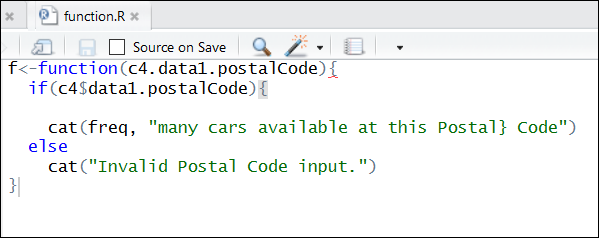 function.R
Source on Save
f<-function(c4.data1.postalCode){
if(c4$data1.postalCode){
cat(freq, "many cars available at this Postal} Code")
else
cat("Invalid Postal Code input.")
}